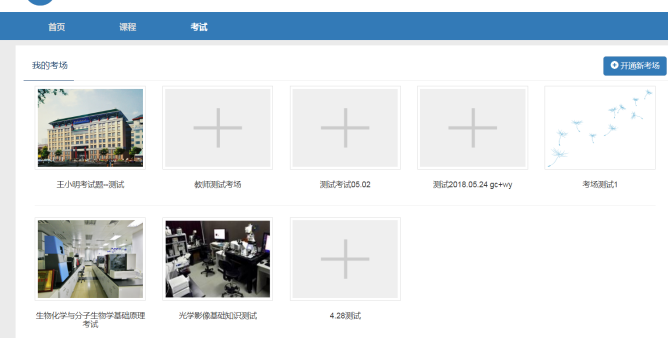 首页 课程 考试
我的考场 开通新考场
王小明考试题--测试 教师测试考场 测试考试05.02 测试2018.05.24 gc+wy 考场测试1
生物化学与分子生物学基础原理 光学影像基础知识测试 4.28测试
考试